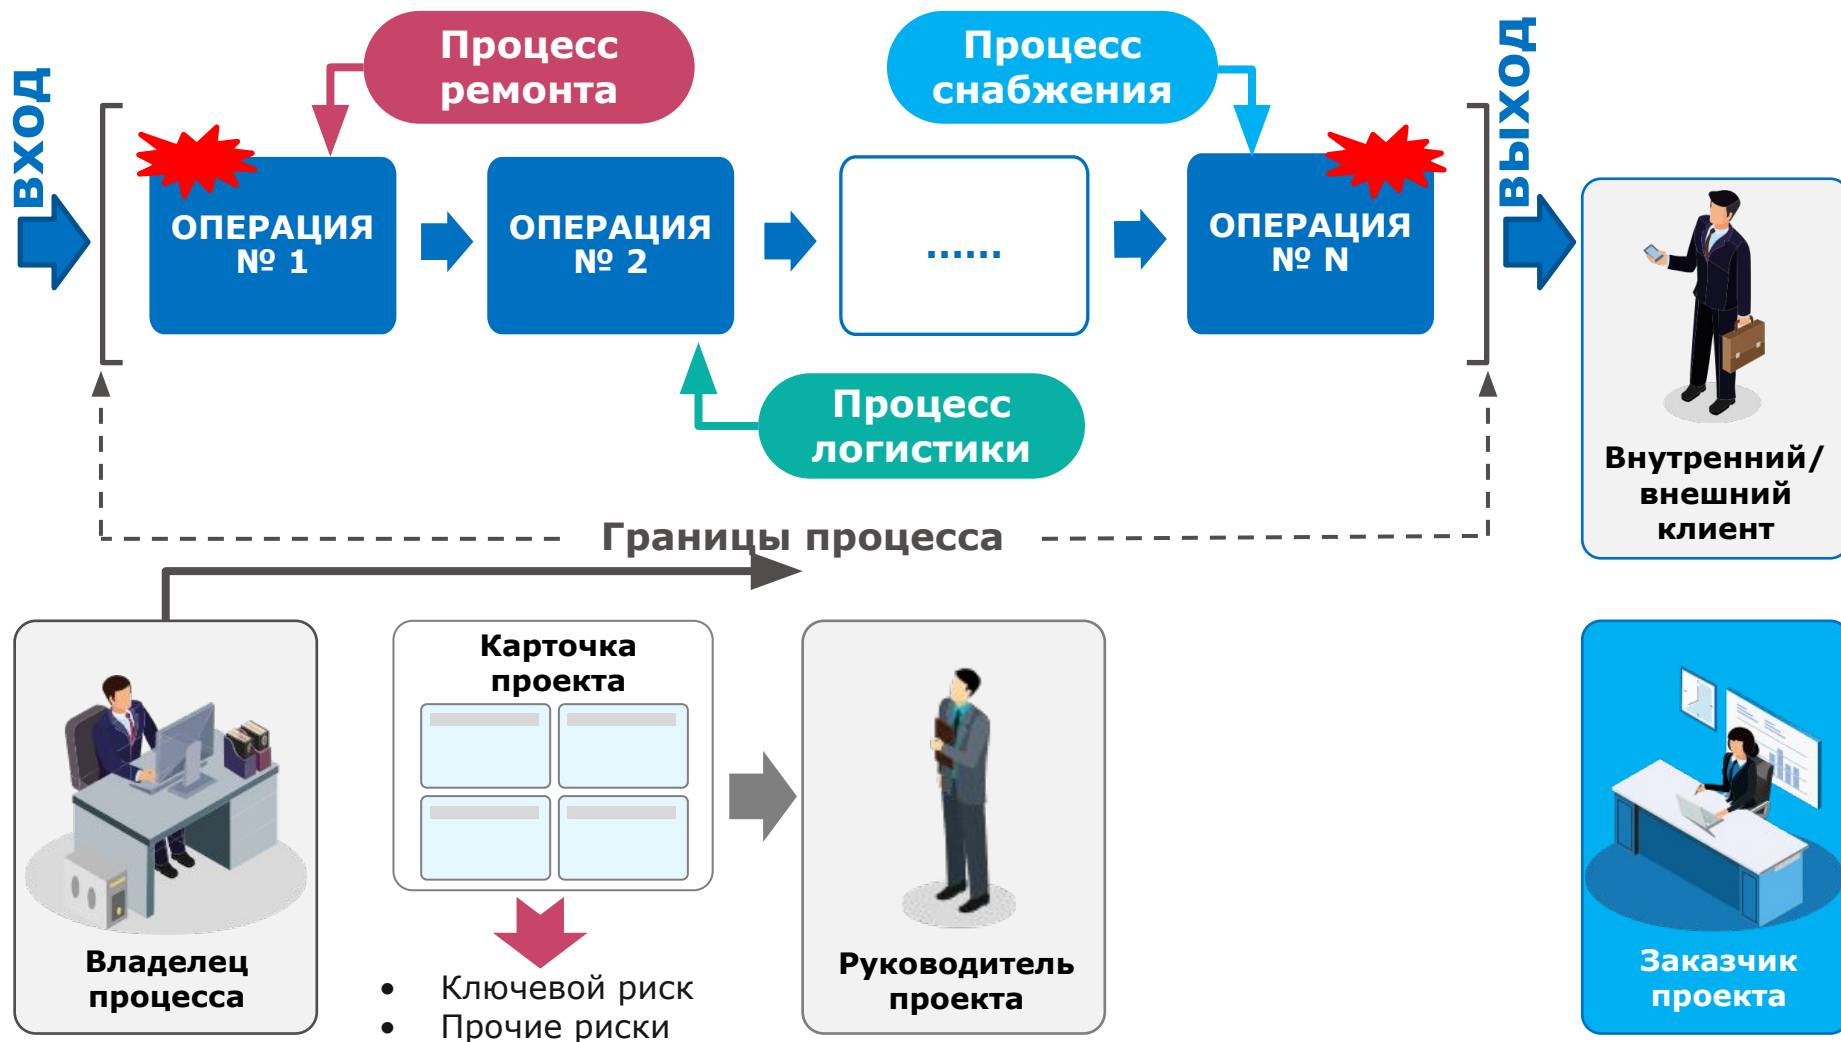 Процесс
ремонта
Процесс
снабжения
ВХОД
ВЫХОД
ОПЕРАЦИЯ
№ 1
ОПЕРАЦИЯ
№ 2
......
ОПЕРАЦИЯ
№ N
Процесс
логистики
Внутренний/
внешний
клиент
Границы процесса
Карточка
проекта
Владелец
процесса
Руководитель
проекта
Заказчик
проекта
• Ключевой риск
• Прочие риски